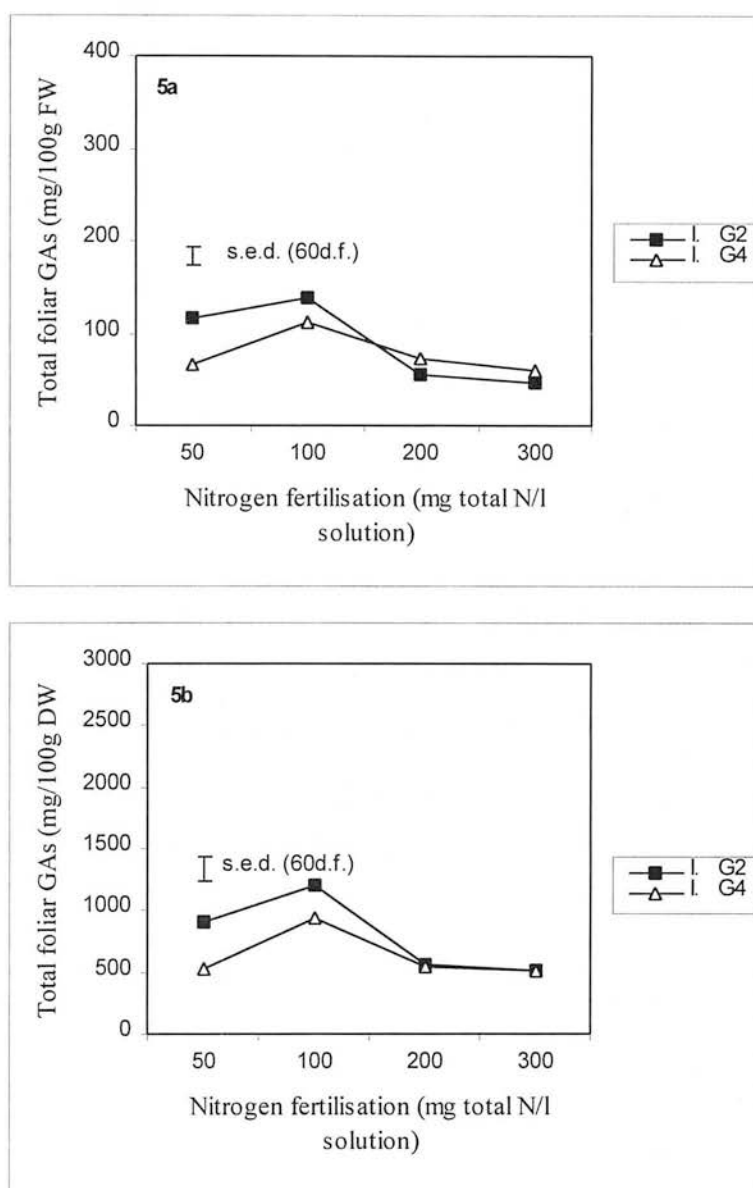 5a
400
300
200
100
0
Total foliar GAs (mg/100g FW)
s.e.d. (60d.f.)
I. G2
I. G4
50 100 200 300
Nitrogen fertilisation (mg total N/l
solution)
5b
3000
2500
2000
1500
1000
500
0
Total foliar GAs (mg/100g DW)
s.e.d. (60d.f.)
I. G2
I. G4
50 100 200 300
Nitrogen fertilisation (mg total N/l
solution)